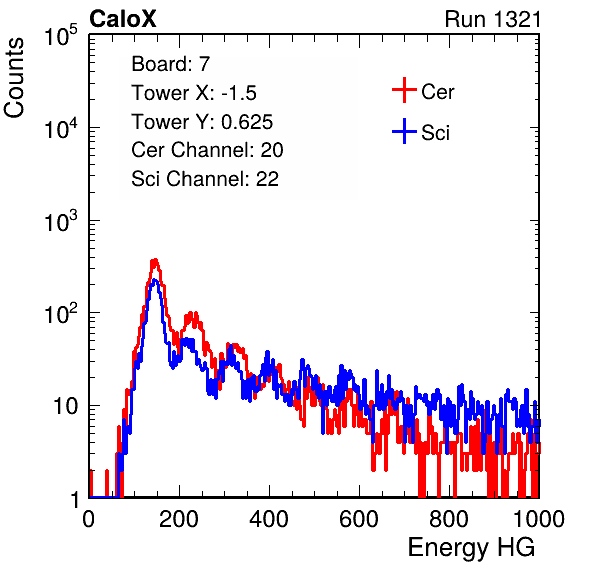 CaloX Run 1321
Counts
Board: 7
Tower X: -1.5
Tower Y: 0.625
Cer Channel: 20
Sci Channel: 22
Cer
Sci
10^5
10^4
10^3
10^2
10
1
0 200 400 600 800 1000
Energy HG